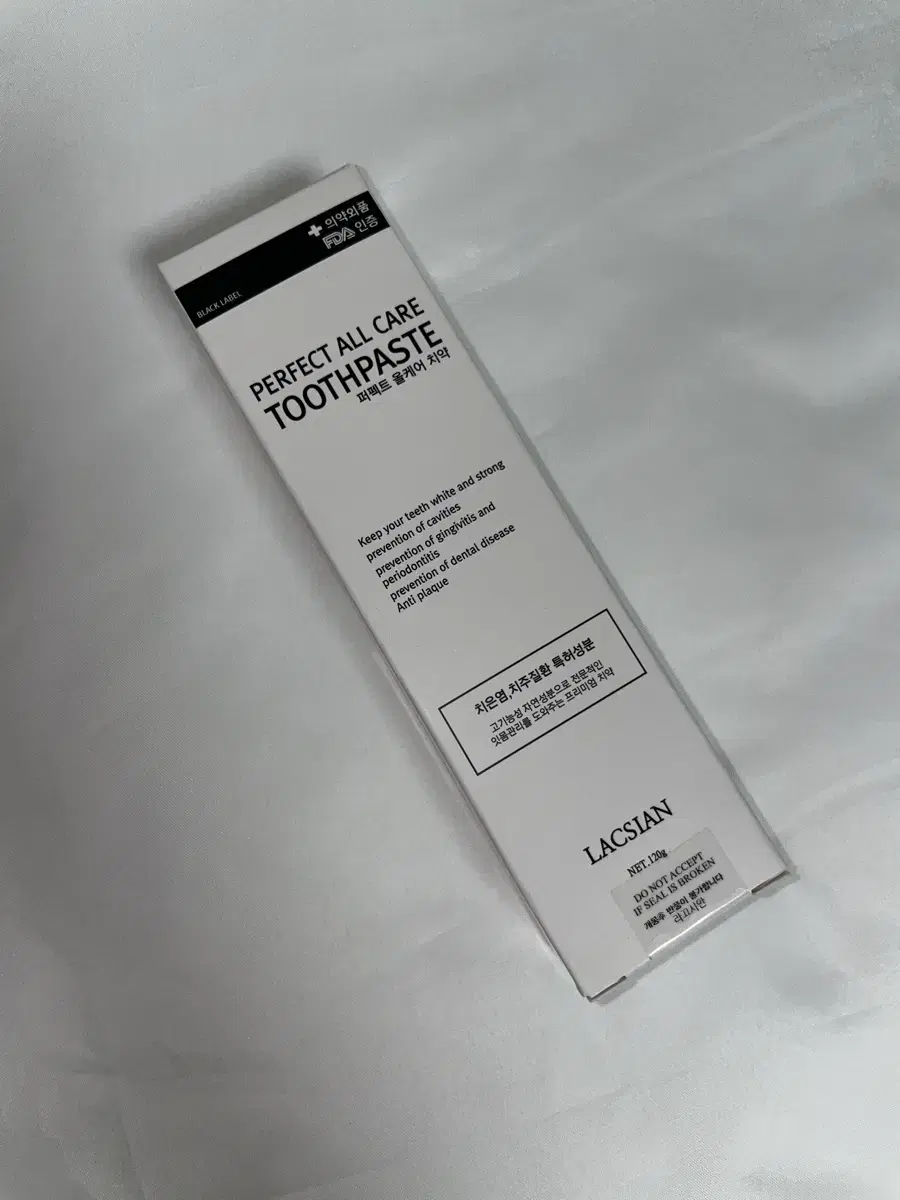 BLACK LABEL
✚ 의약외품
FDA 인증
PERFECT ALL CARE
TOOTHPASTE
퍼펙트 올케어 치약
Keep your teeth white and strong
prevention of cavities
prevention of gingivitis and
periodontitis
prevention of dental disease
Anti plaque
치은염,치주질환 특허성분
고기능성 자연성분으로 전문적인
잇몸관리를 도와주는 프리미엄 치약
LACSIAN
NET.120g
DO NOT ACCEPT
IF SEAL IS BROKEN
개봉후 반품이 불가합니다
라끄시안